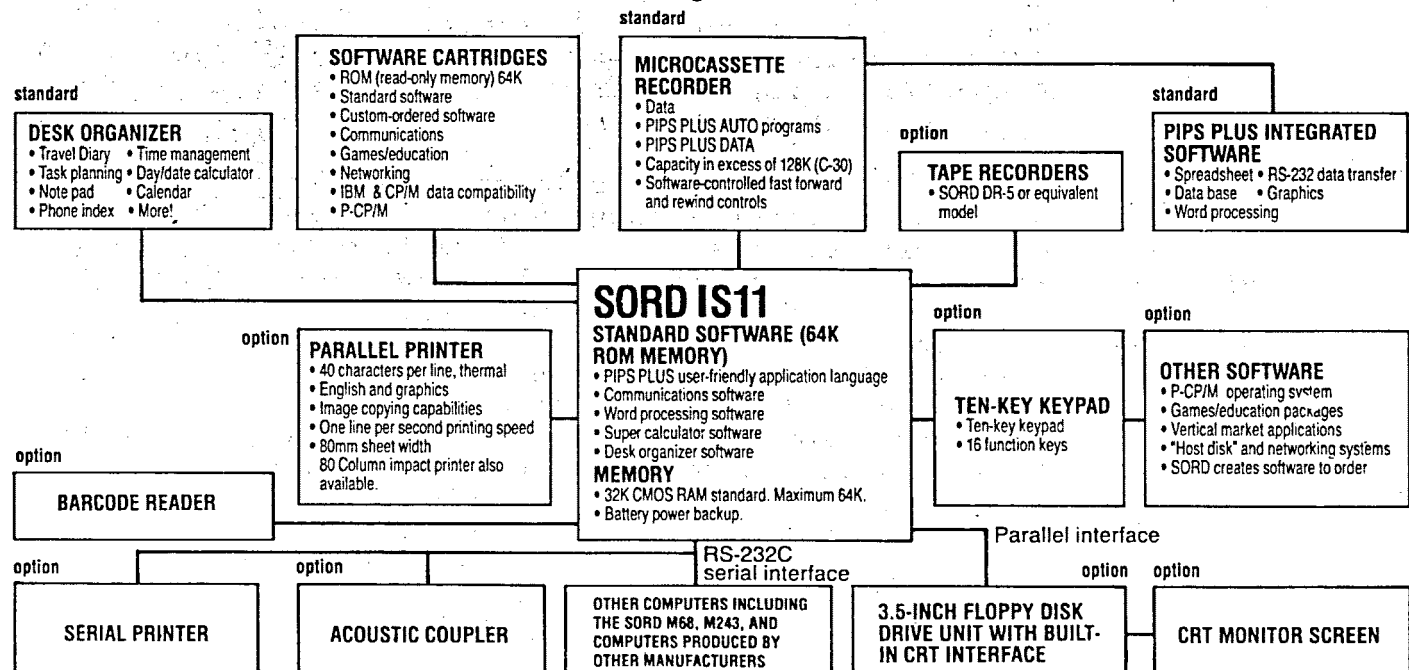 standard
DESK ORGANIZER
• Travel Diary • Time management
• Task planning • Day/date calculator
• Note pad • Calendar
• Phone index • More!
SOFTWARE CARTRIDGES
• ROM (read-only memory) 64K
• Standard software
• Custom-ordered software
• Communications
• Games/education
• Networking
• IBM & CP/M data compatibility
• P-CP/M
standard
MICROCASSETTE
RECORDER
• Data
• PIPS PLUS AUTO programs
• PIPS PLUS DATA
• Capacity in excess of 128K (C-30)
• Software-controlled fast forward
and rewind controls
option
TAPE RECORDERS
• SORD DR-5 or equivalent
model
standard
PIPS PLUS INTEGRATED
SOFTWARE
• Spreadsheet • RS-232 data transfer
• Data base • Graphics
• Word processing
option
PARALLEL PRINTER
• 40 characters per line, thermal
• English and graphics
• Image copying capabilities
• One line per second printing speed
• 80mm sheet width
80 Column impact printer also
available.
SORD IS11
STANDARD SOFTWARE (64K
ROM MEMORY)
• PIPS PLUS user-friendly application language
• Communications software
• Word processing software
• Super calculator software
• Desk organizer software
MEMORY
• 32K CMOS RAM standard. Maximum 64K.
• Battery power backup.
option
TEN-KEY KEYPAD
• Ten-key keypad
• 16 function keys
option
OTHER SOFTWARE
• P-CP/M operating system
• Games/education packages
• Vertical market applications
• "Host disk" and networking systems
• SORD creates software to order
option
BARCODE READER
RS-232C
serial interface
Parallel interface
option
SERIAL PRINTER
option
ACOUSTIC COUPLER
OTHER COMPUTERS INCLUDING
THE SORD M68, M243, AND
COMPUTERS PRODUCED BY
OTHER MANUFACTURERS
option
3.5-INCH FLOPPY DISK
DRIVE UNIT WITH BUILT-
IN CRT INTERFACE
option
CRT MONITOR SCREEN